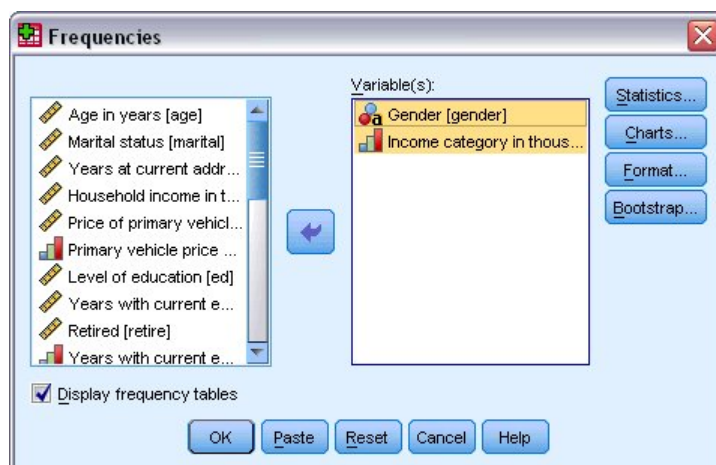 Frequencies
Variable(s):
Age in years [age]
Marital status [marital]
Years at current addr...
Household income in t...
Price of primary vehicl...
Primary vehicle price ...
Level of education [ed]
Years with current e...
Retired [retire]
Years with current e...
a Gender [gender]
Income category in thous...
Statistics...
Charts...
Format...
Bootstrap...
Display frequency tables
OK
Paste
Reset
Cancel
Help